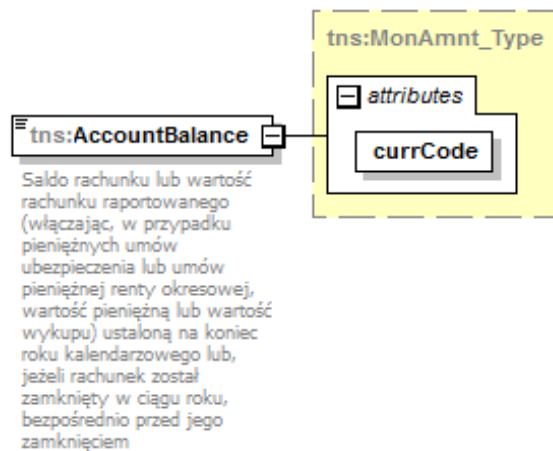 tns:MonAmnt_Type
attributes
tns:AccountBalance
currCode
Saldo rachunku lub wartość
rachunku raportowanego
(włączając, w przypadku
pieniężnych umów
ubezpieczenia lub umów
pieniężnej renty okresowej,
wartość pieniężną lub wartość
wykupu) ustaloną na koniec
roku kalendarzowego lub,
jeżeli rachunek został
zamknięty w ciągu roku,
bezpośrednio przed jego
zamknięciem